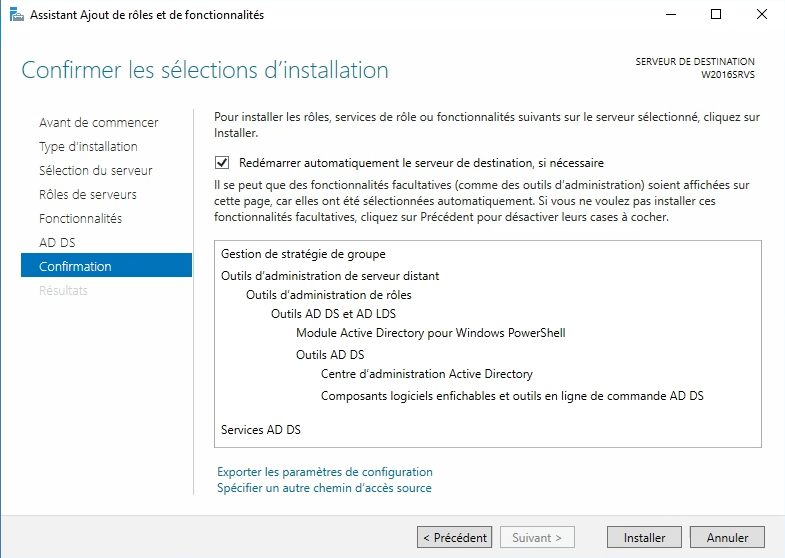 Assistant Ajout de rôles et de fonctionnalités
Confirmer les sélections d’installation
SERVEUR DE DESTINATION
W2016SRVS
Avant de commencer
Type d’installation
Sélection du serveur
Rôles de serveurs
Fonctionnalités
AD DS
Confirmation
Résultats
Pour installer les rôles, services de rôle ou fonctionnalités suivants sur le serveur sélectionné, cliquez sur
Installer.
Redémarrer automatiquement le serveur de destination, si nécessaire
Il se peut que des fonctionnalités facultatives (comme des outils d’administration) soient affichées sur
cette page, car elles ont été sélectionnées automatiquement. Si vous ne voulez pas installer ces
fonctionnalités facultatives, cliquez sur Précédent pour désactiver leurs cases à cocher.
Gestion de stratégie de groupe
Outils d’administration de serveur distant
Outils d’administration de rôles
Outils AD DS et AD LDS
Module Active Directory pour Windows PowerShell
Outils AD DS
Centre d’administration Active Directory
Composants logiciels enfichables et outils en ligne de commande AD DS
Services AD DS
Exporter les paramètres de configuration
Spécifier un autre chemin d’accès source
< Précédent
Suivant >
Installer
Annuler